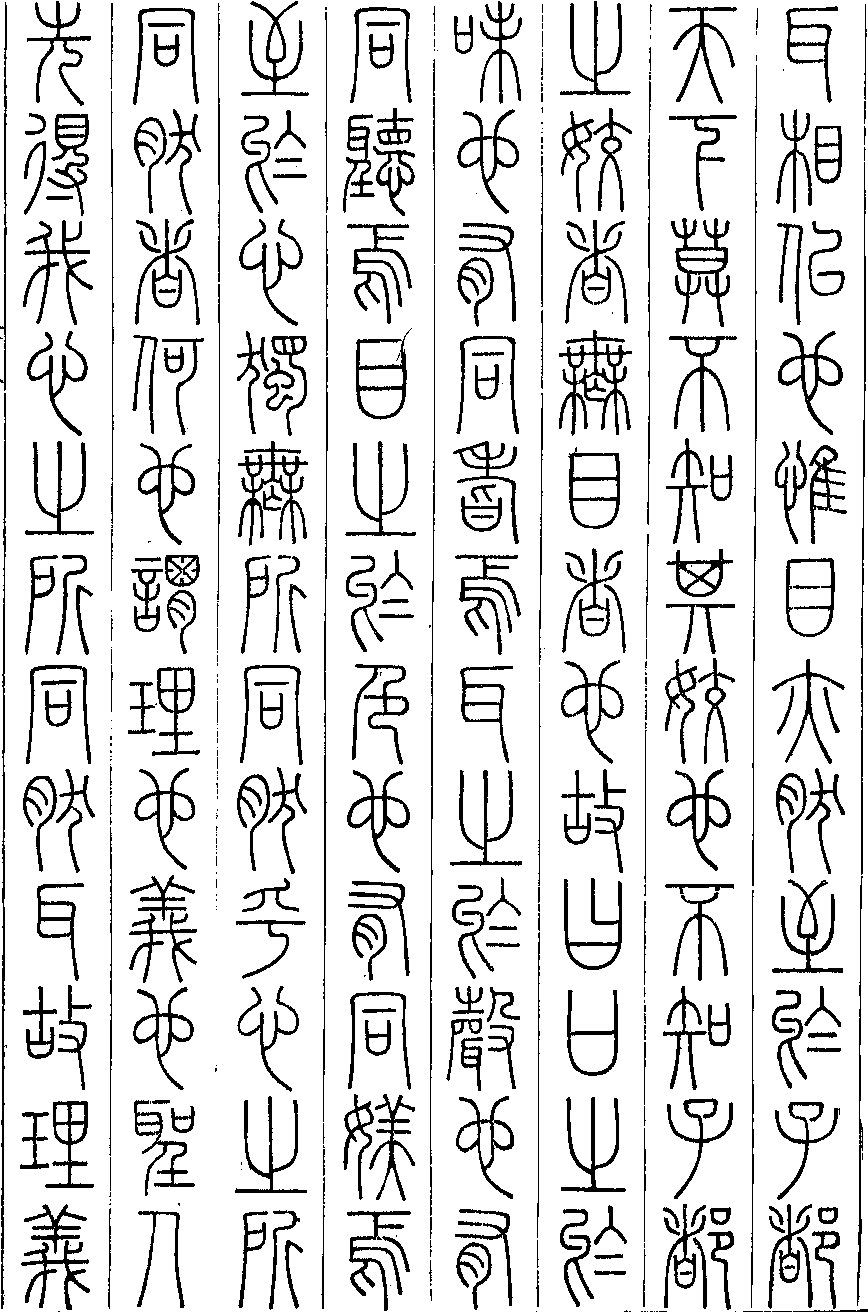 耳相似也惟目亦然至於子都
天下莫不知其姣也不知子都
之姣者無目者也故曰口之於
味也有同耆焉耳之於聲也有
同聽焉目之於色也有同媄焉
至於心獨無所同然乎心之所
同然者何也謂理也義也聖人
先得我心之所同然耳故理義